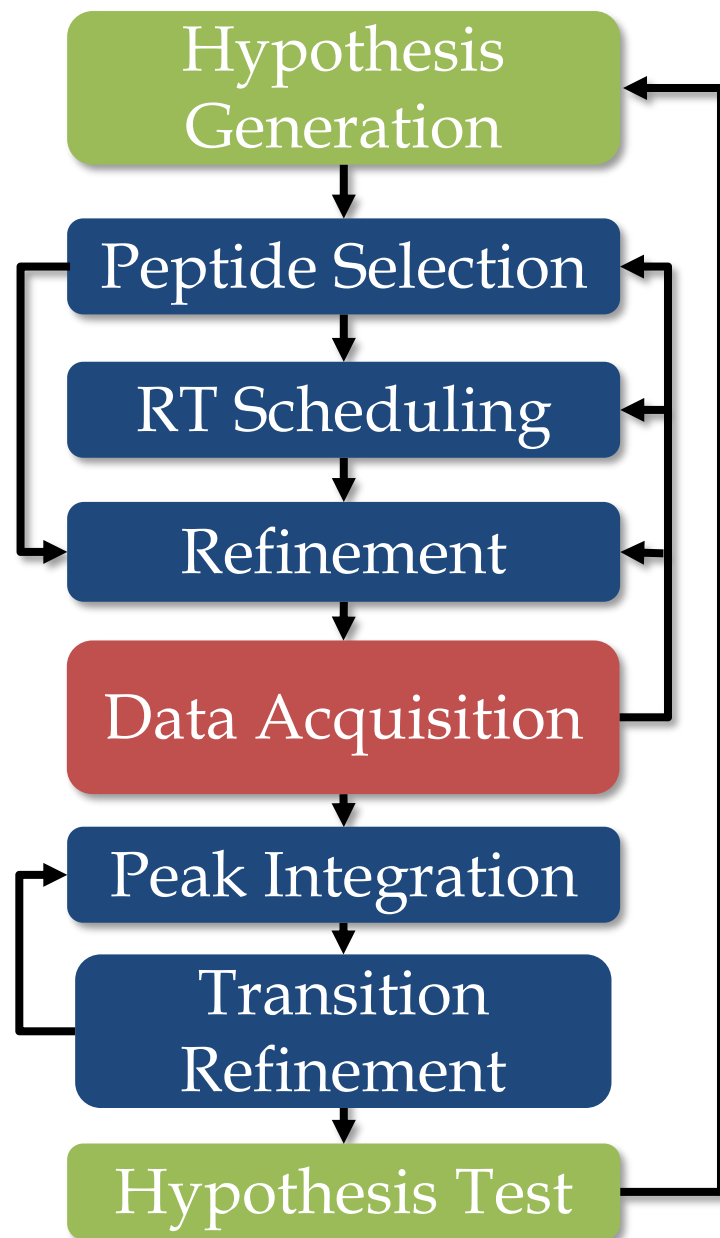 Hypothesis
Generation
Peptide Selection
RT Scheduling
Refinement
Data Acquisition
Peak Integration
Transition
Refinement
Hypothesis Test